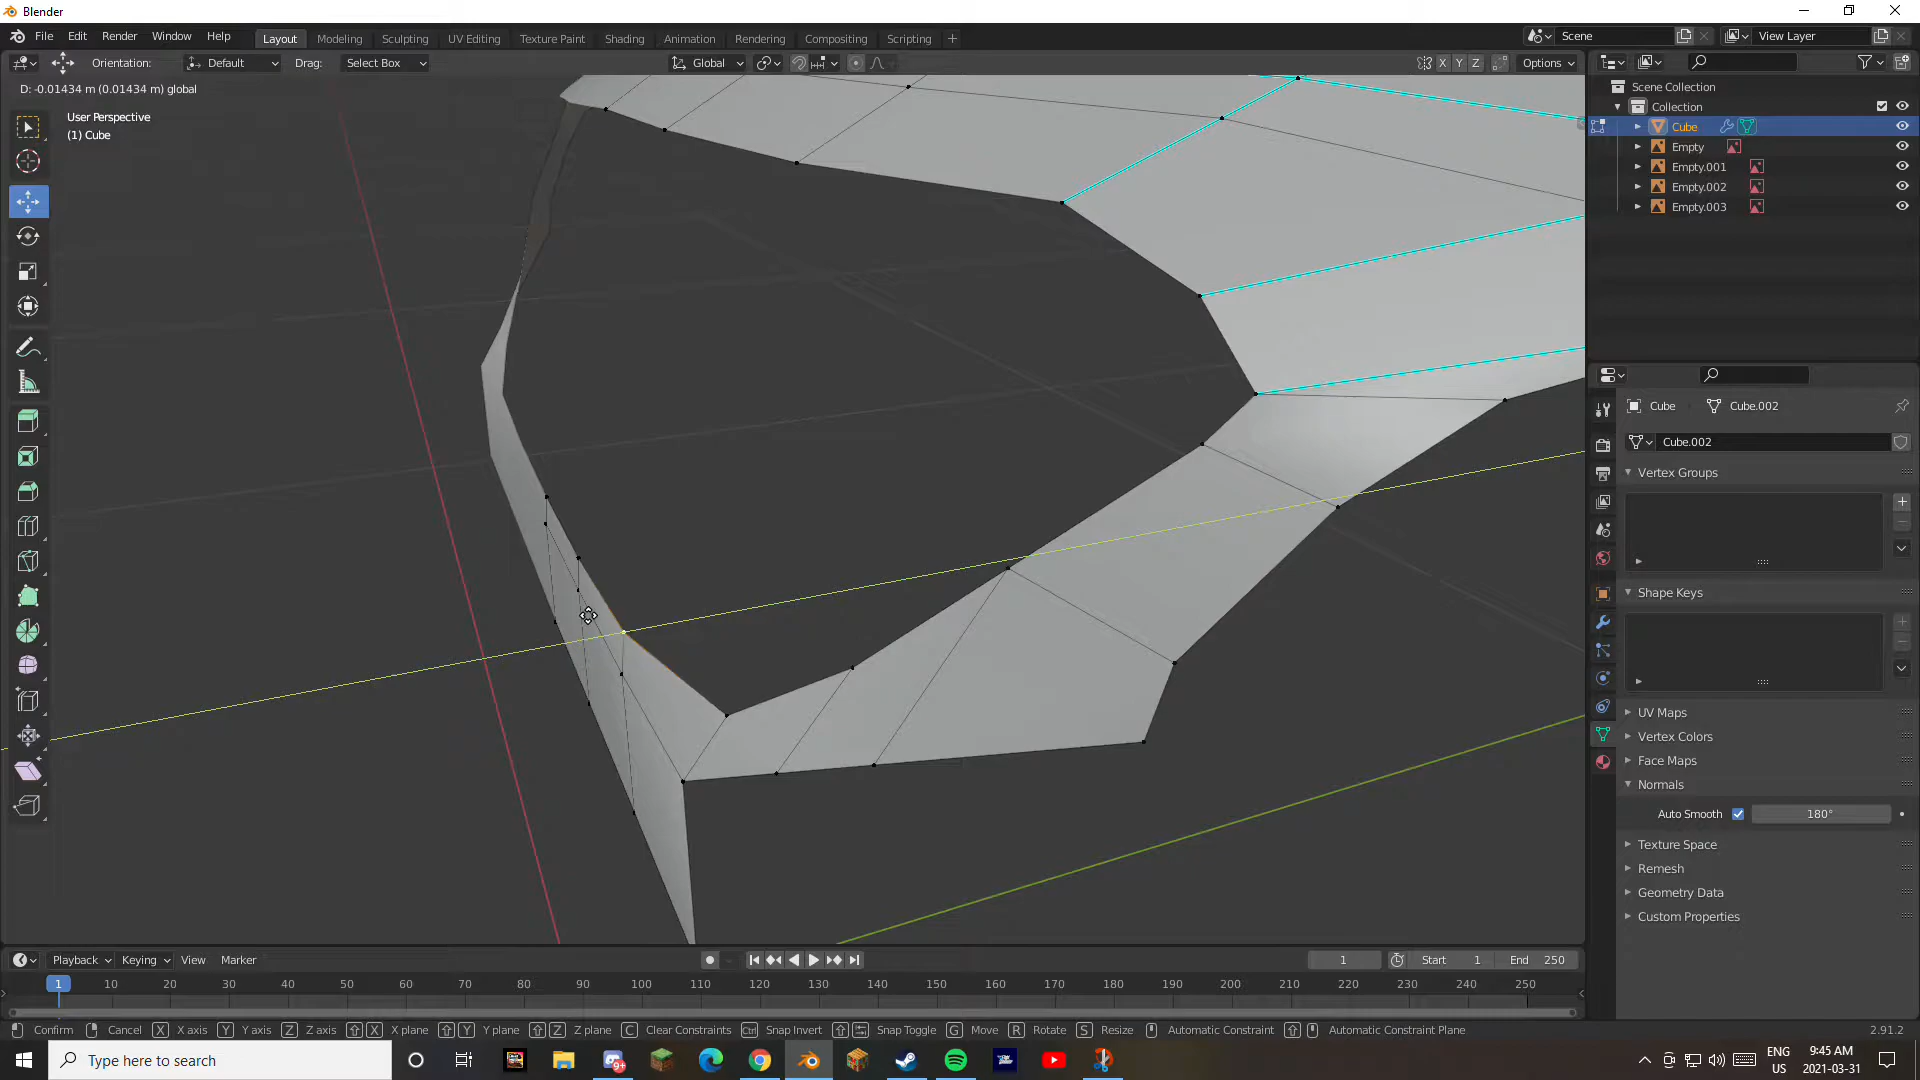 Blender
File Edit Render Window Help
Layout Modeling Sculpting UV Editing Texture Paint Shading Animation Rendering Compositing Scripting +
Scene
View Layer
Orientation: Default Drag: Select Box
Global
X Y Z Options
D: -0.01434 m (0.01434 m) global
User Perspective
(1) Cube
Scene Collection
Collection
Cube
Empty
Empty.001
Empty.002
Empty.003
Cube Cube.002
Cube.002
Vertex Groups
Shape Keys
UV Maps
Vertex Colors
Face Maps
Normals
Auto Smooth 180°
Texture Space
Remesh
Geometry Data
Custom Properties
Playback Keying View Marker
1 Start 1 End 250
1 10 20 30 40 50 60 70 80 90 100 110 120 130 140 150 160 170 180 190 200 210 220 230 240 250
Confirm Cancel X X axis Y Y axis Z Z axis X X plane Y Y plane Z Z plane C Clear Constraints Ctrl Snap Invert Snap Toggle G Move R Rotate S Resize Automatic Constraint Automatic Constraint Plane 2.91.2
Type here to search
9+
ENG
US
9:45 AM
2021-03-31